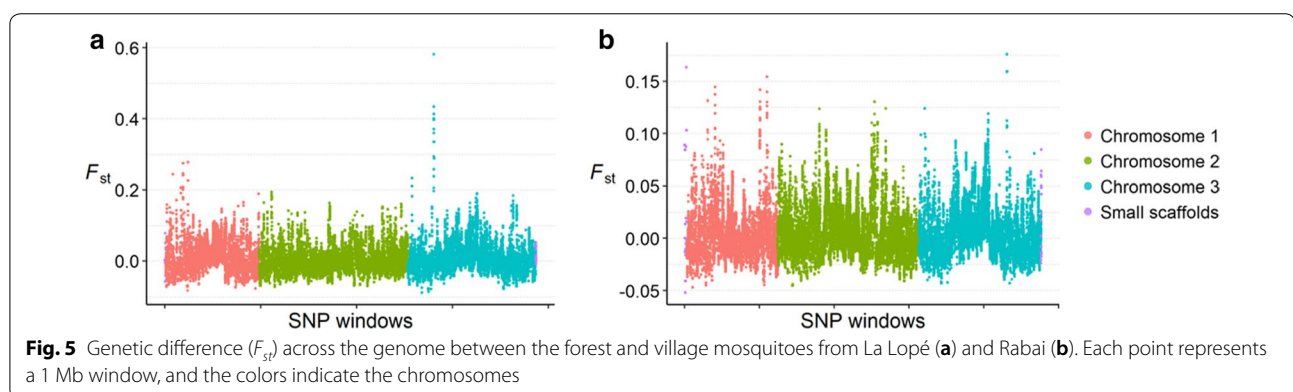 a
0.6
0.4
Fst
0.2
0.0
SNP windows
b
0.15
0.10
Fst
0.05
0.00
-0.05
SNP windows
Chromosome 1
Chromosome 2
Chromosome 3
Small scaffolds
Fig. 5 Genetic difference (Fst) across the genome between the forest and village mosquitoes from La Lopé (a) and Rabai (b). Each point represents
a 1 Mb window, and the colors indicate the chromosomes